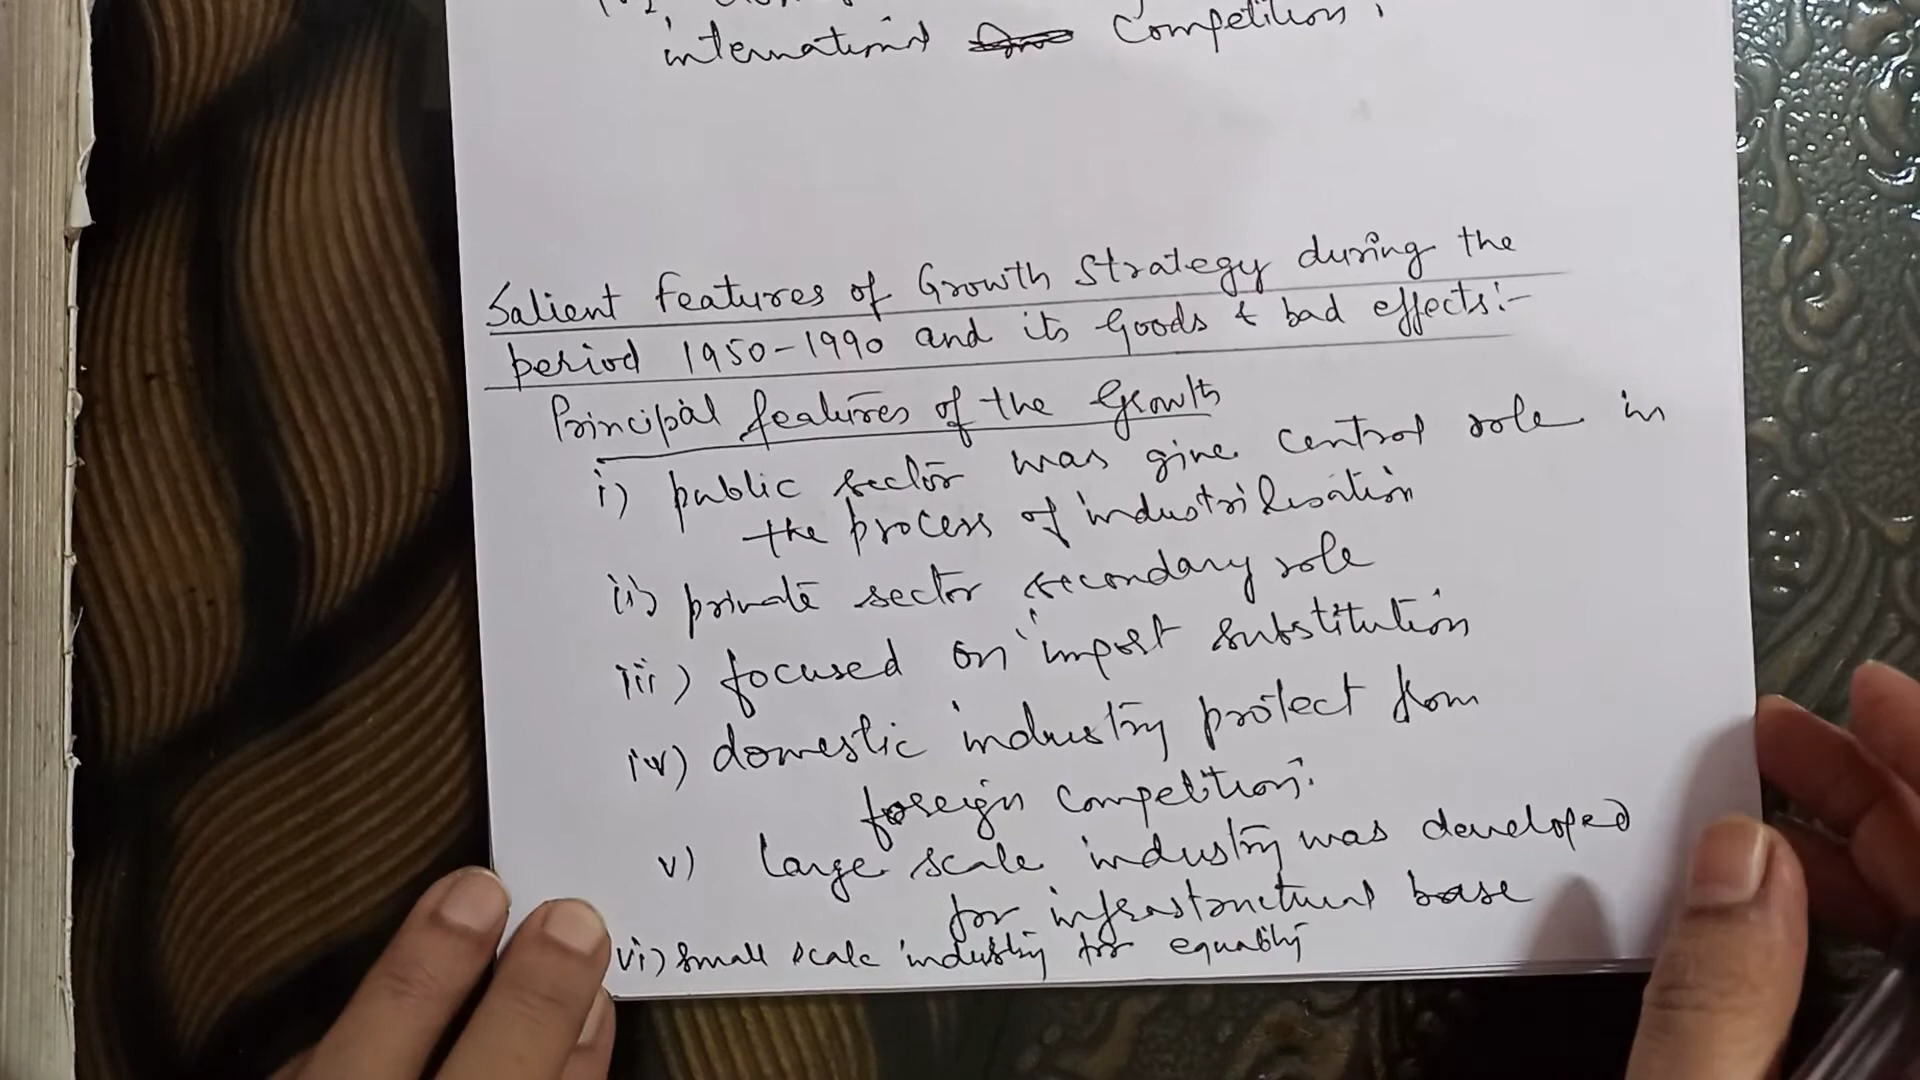 international Competition.
Salient features of Growth Strategy during the
period 1950-1990 and its Goods & bad effects:-
Principal features of the Growth
i) public sector was give central role in
the process of industrilisation
ii) private sector secondary role
iii) focused on "import substitution
iv) domestic industry protect from
foreign competition.
v) large scale industry was developed
for infrastructural base
vi) Small scale industry for equality